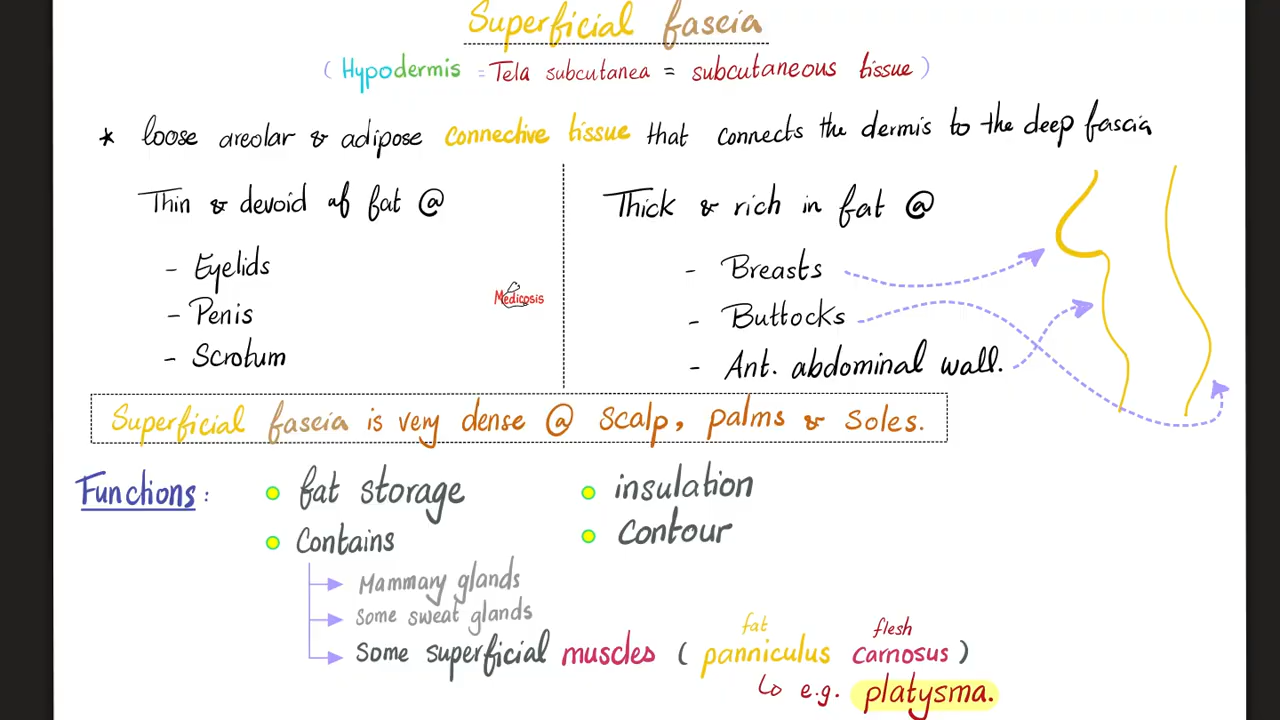 Superficial fascia
(Hypodermis = Tela subcutanea = subcutaneous tissue)
* loose areolar & adipose connective tissue that connects the dermis to the deep fascia
Thin & devoid of fat @
- Eyelids
- Penis
- Scrotum
Medicosis
Thick & rich in fat @
- Breasts
- Buttocks
- Ant. abdominal wall.
Superficial fascia is very dense @ scalp, palms & soles.
Functions:
fat storage
insulation
Contains
contour
Mammary glands
Some sweat glands
fat flesh
Some superficial muscles (panniculus carnosus)
e.g. platysma.